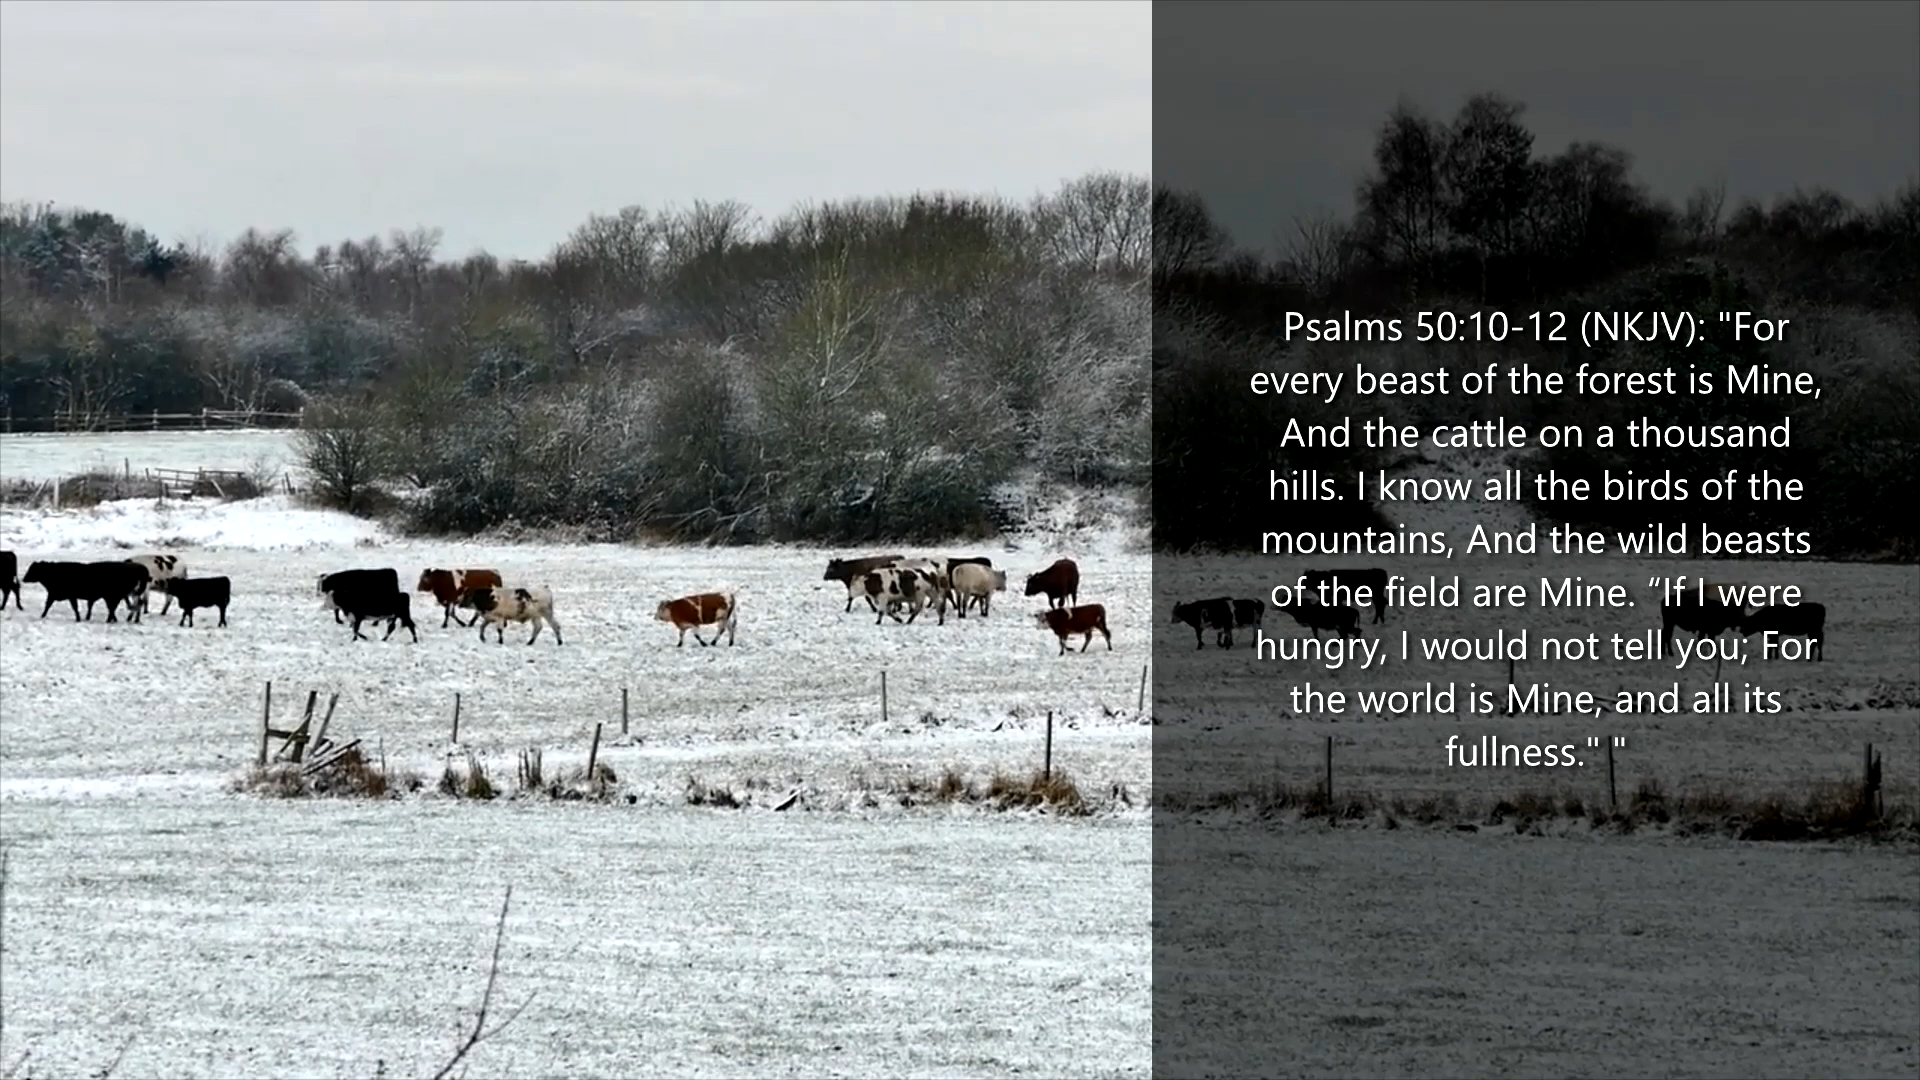 Psalms 50:10-12 (NKJV): "For
every beast of the forest is Mine,
And the cattle on a thousand
hills. I know all the birds of the
mountains, And the wild beasts
of the field are Mine. “If I were
hungry, I would not tell you; For
the world is Mine, and all its
fullness." "